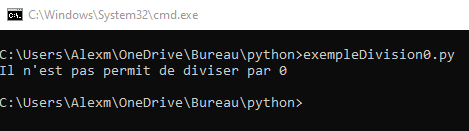 C:\Windows\System32\cmd.exe
C:\Users\Alexm\OneDrive\Bureau\python>exempleDivision0.py
Il n'est pas permit de diviser par 0
C:\Users\Alexm\OneDrive\Bureau\python>